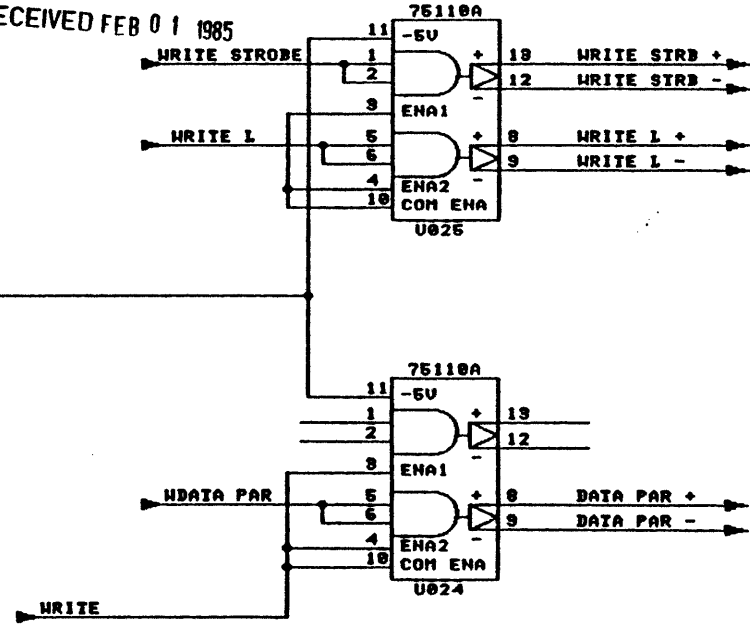 ECEIVED FEB 0 1 1985
75110A
11 -5V
WRITE STROBE 1 + 13 WRITE STRB +
2 - 12 WRITE STRB -
3 ENA1
WRITE L 5 + 8 WRITE L +
6 - 9 WRITE L -
4 ENA2
10 COM ENA
U025
75110A
11 -5V
1 + 13
2 - 12
3 ENA1
WDATA PAR 5 + 8 DATA PAR +
6 - 9 DATA PAR -
4 ENA2
10 COM ENA
U024
WRITE